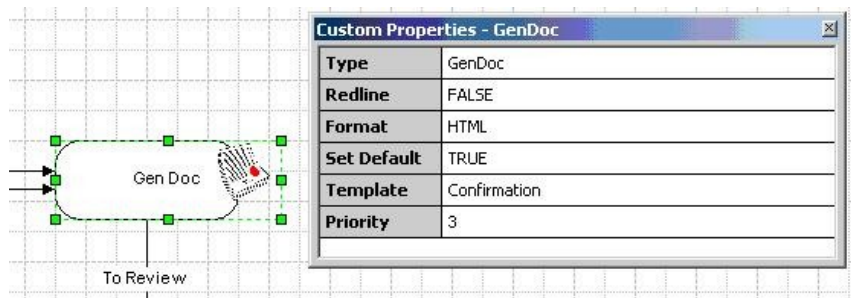 Custom Properties - GenDoc
Type GenDoc
Redline FALSE
Format HTML
Set Default TRUE
Template Confirmation
Priority 3
Gen Doc
To Review